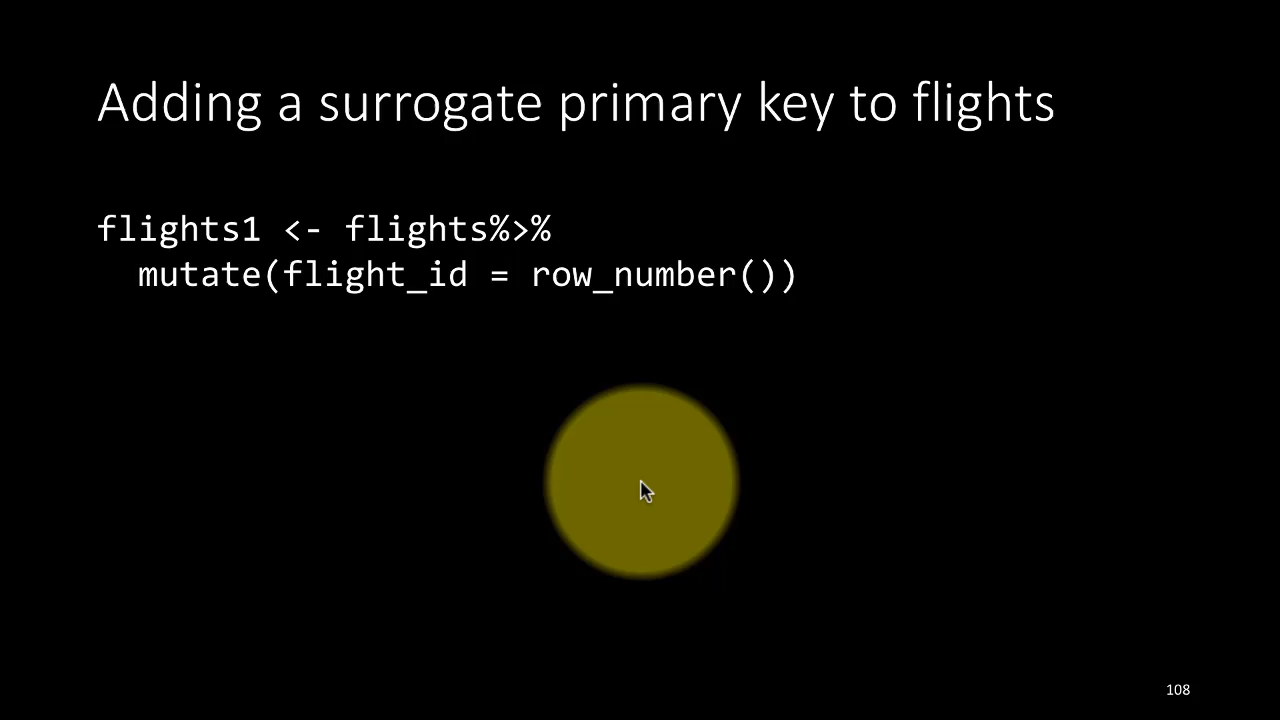 Adding a surrogate primary key to flights
flights1 <- flights%>%
  mutate(flight_id = row_number())
108